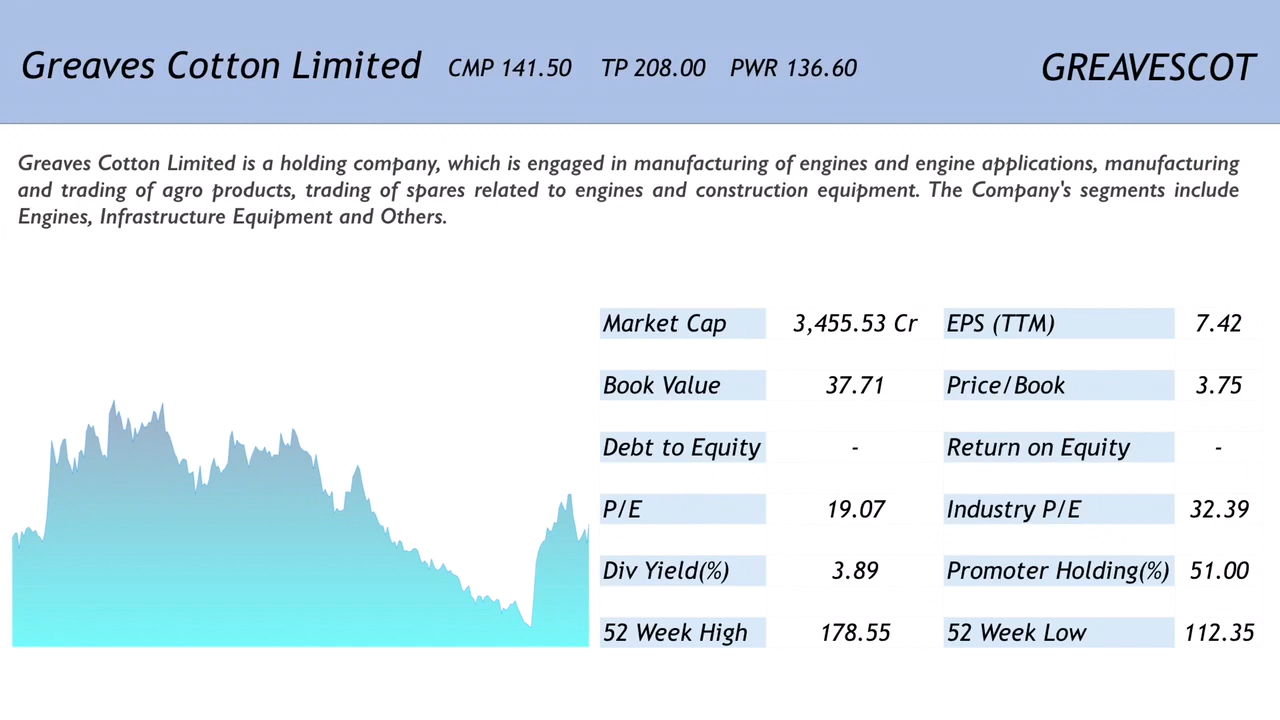 Greaves Cotton Limited CMP 141.50 TP 208.00 PWR 136.60 GREAVESCOT
Greaves Cotton Limited is a holding company, which is engaged in manufacturing of engines and engine applications, manufacturing
and trading of agro products, trading of spares related to engines and construction equipment. The Company's segments include
Engines, Infrastructure Equipment and Others.
Market Cap 3,455.53 Cr EPS (TTM) 7.42
Book Value 37.71 Price/Book 3.75
Debt to Equity - Return on Equity -
P/E 19.07 Industry P/E 32.39
Div Yield(%) 3.89 Promoter Holding(%) 51.00
52 Week High 178.55 52 Week Low 112.35